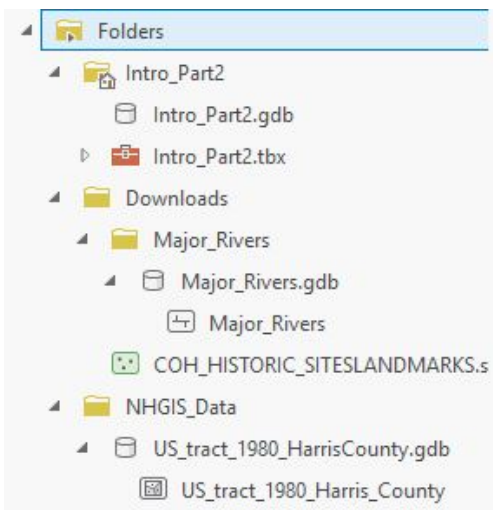 Folders
Intro_Part2
Intro_Part2.gdb
Intro_Part2.tbx
Downloads
Major_Rivers
Major_Rivers.gdb
Major_Rivers
COH_HISTORIC_SITESLANDMARKS.s
NHGIS_Data
US_tract_1980_HarrisCounty.gdb
US_tract_1980_Harris_County